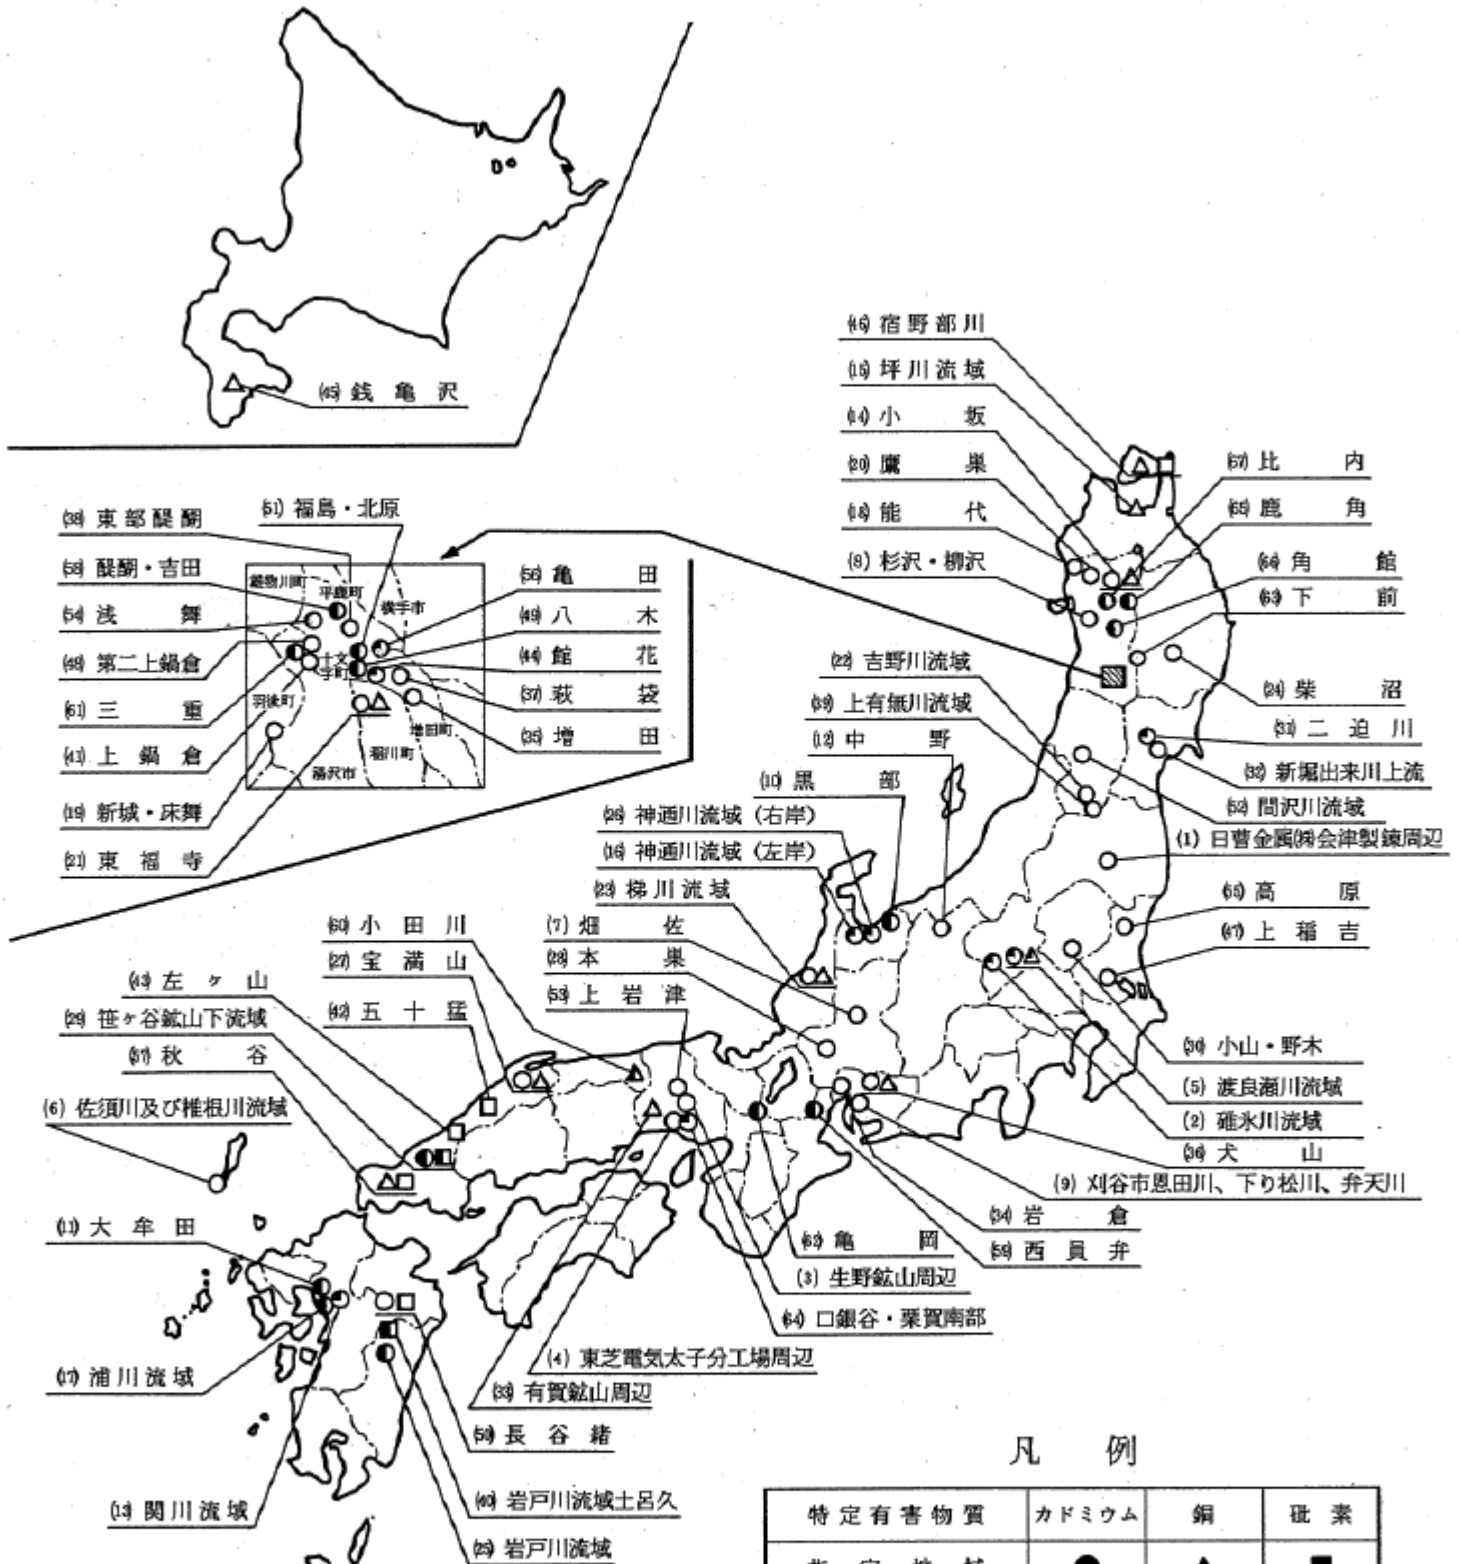 (45) 銭亀沢
(46) 宿野部川
(15) 坪川流域
(14) 小坂
(20) 鷹巣
(18) 能代
(8) 杉沢・柳沢
(57) 比内
(65) 鹿角
(66) 角館
(63) 下前
(22) 吉野川流域
(39) 上有無川流域
(12) 中野
(24) 柴沼
(31) 二迫川
(32) 新堀出来川上流
(52) 間沢川流域
(1) 日曹金属㈱会津製錬周辺
(55) 高原
(47) 上稲吉
(38) 東部醍醐
(51) 福島・北原
(58) 醍醐・吉田
(54) 浅舞
(48) 第二上鍋倉
(61) 三重
(41) 上鍋倉
(19) 新城・床舞
(21) 東福寺
雄物川町
平鹿町
横手市
十文字町
羽後町
増田町
稲川町
湯沢市
(56) 亀田
(49) 八木
(44) 館花
(37) 萩袋
(35) 増田
(10) 黒部
(26) 神通川流域(右岸)
(16) 神通川流域(左岸)
(23) 梯川流域
(60) 小田川
(7) 畑佐
(27) 宝満山
(28) 本巣
(43) 左ヶ山
(42) 五十猛
(53) 上岩津
(29) 笹ヶ谷鉱山下流域
秋谷
(6) 佐須川及び椎根川流域
(11) 大牟田
(17) 浦川流域
(13) 関川流域
(30) 小山・野木
(5) 渡良瀬川流域
(2) 碓氷川流域
(36) 犬山
(9) 刈谷市恩田川、下り松川、弁天川
(34) 岩倉
(59) 西員弁
(62) 亀岡
(3) 生野鉱山周辺
(64) 口銀谷・粟賀南部
(4) 東芝電気太子分工場周辺
(33) 有賀鉱山周辺
(50) 長谷緒
(40) 岩戸川流域土呂久
(25) 岩戸川流域
凡例
特定有害物質 カドミウム 銅 砒素